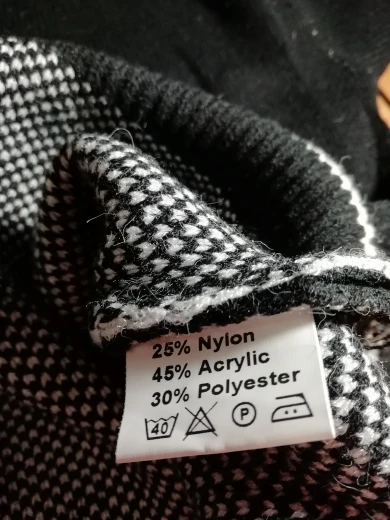 25% Nylon
45% Acrylic
30% Polyester
40 P